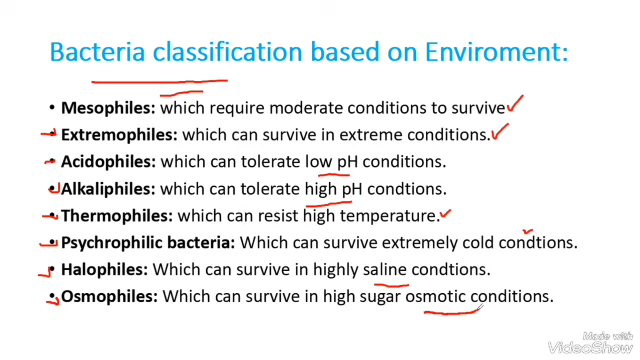 Bacteria classification based on Enviroment:
• Mesophiles: which require moderate conditions to survive
• Extremophiles: which can survive in extreme conditions.
• Acidophiles: which can tolerate low pH conditions.
• Alkaliphiles: which can tolerate high pH condtions.
• Thermophiles: which can resist high temperature.
• Psychrophilic bacteria: Which can survive extremely cold condtions.
• Halophiles: Which can survive in highly saline condtions.
• Osmophiles: Which can survive in high sugar osmotic conditions.
Made with
VideoShow